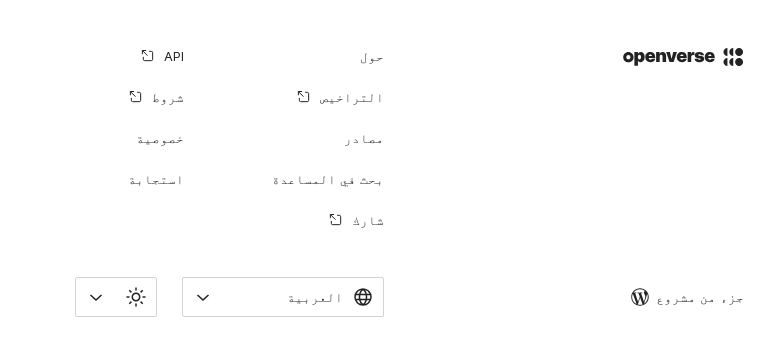 openverse
حول
التراخيص
مصادر
بحث في المساعدة
شارك
API
شروط
خصوصية
استجابة
جزء من مشروع
العربية